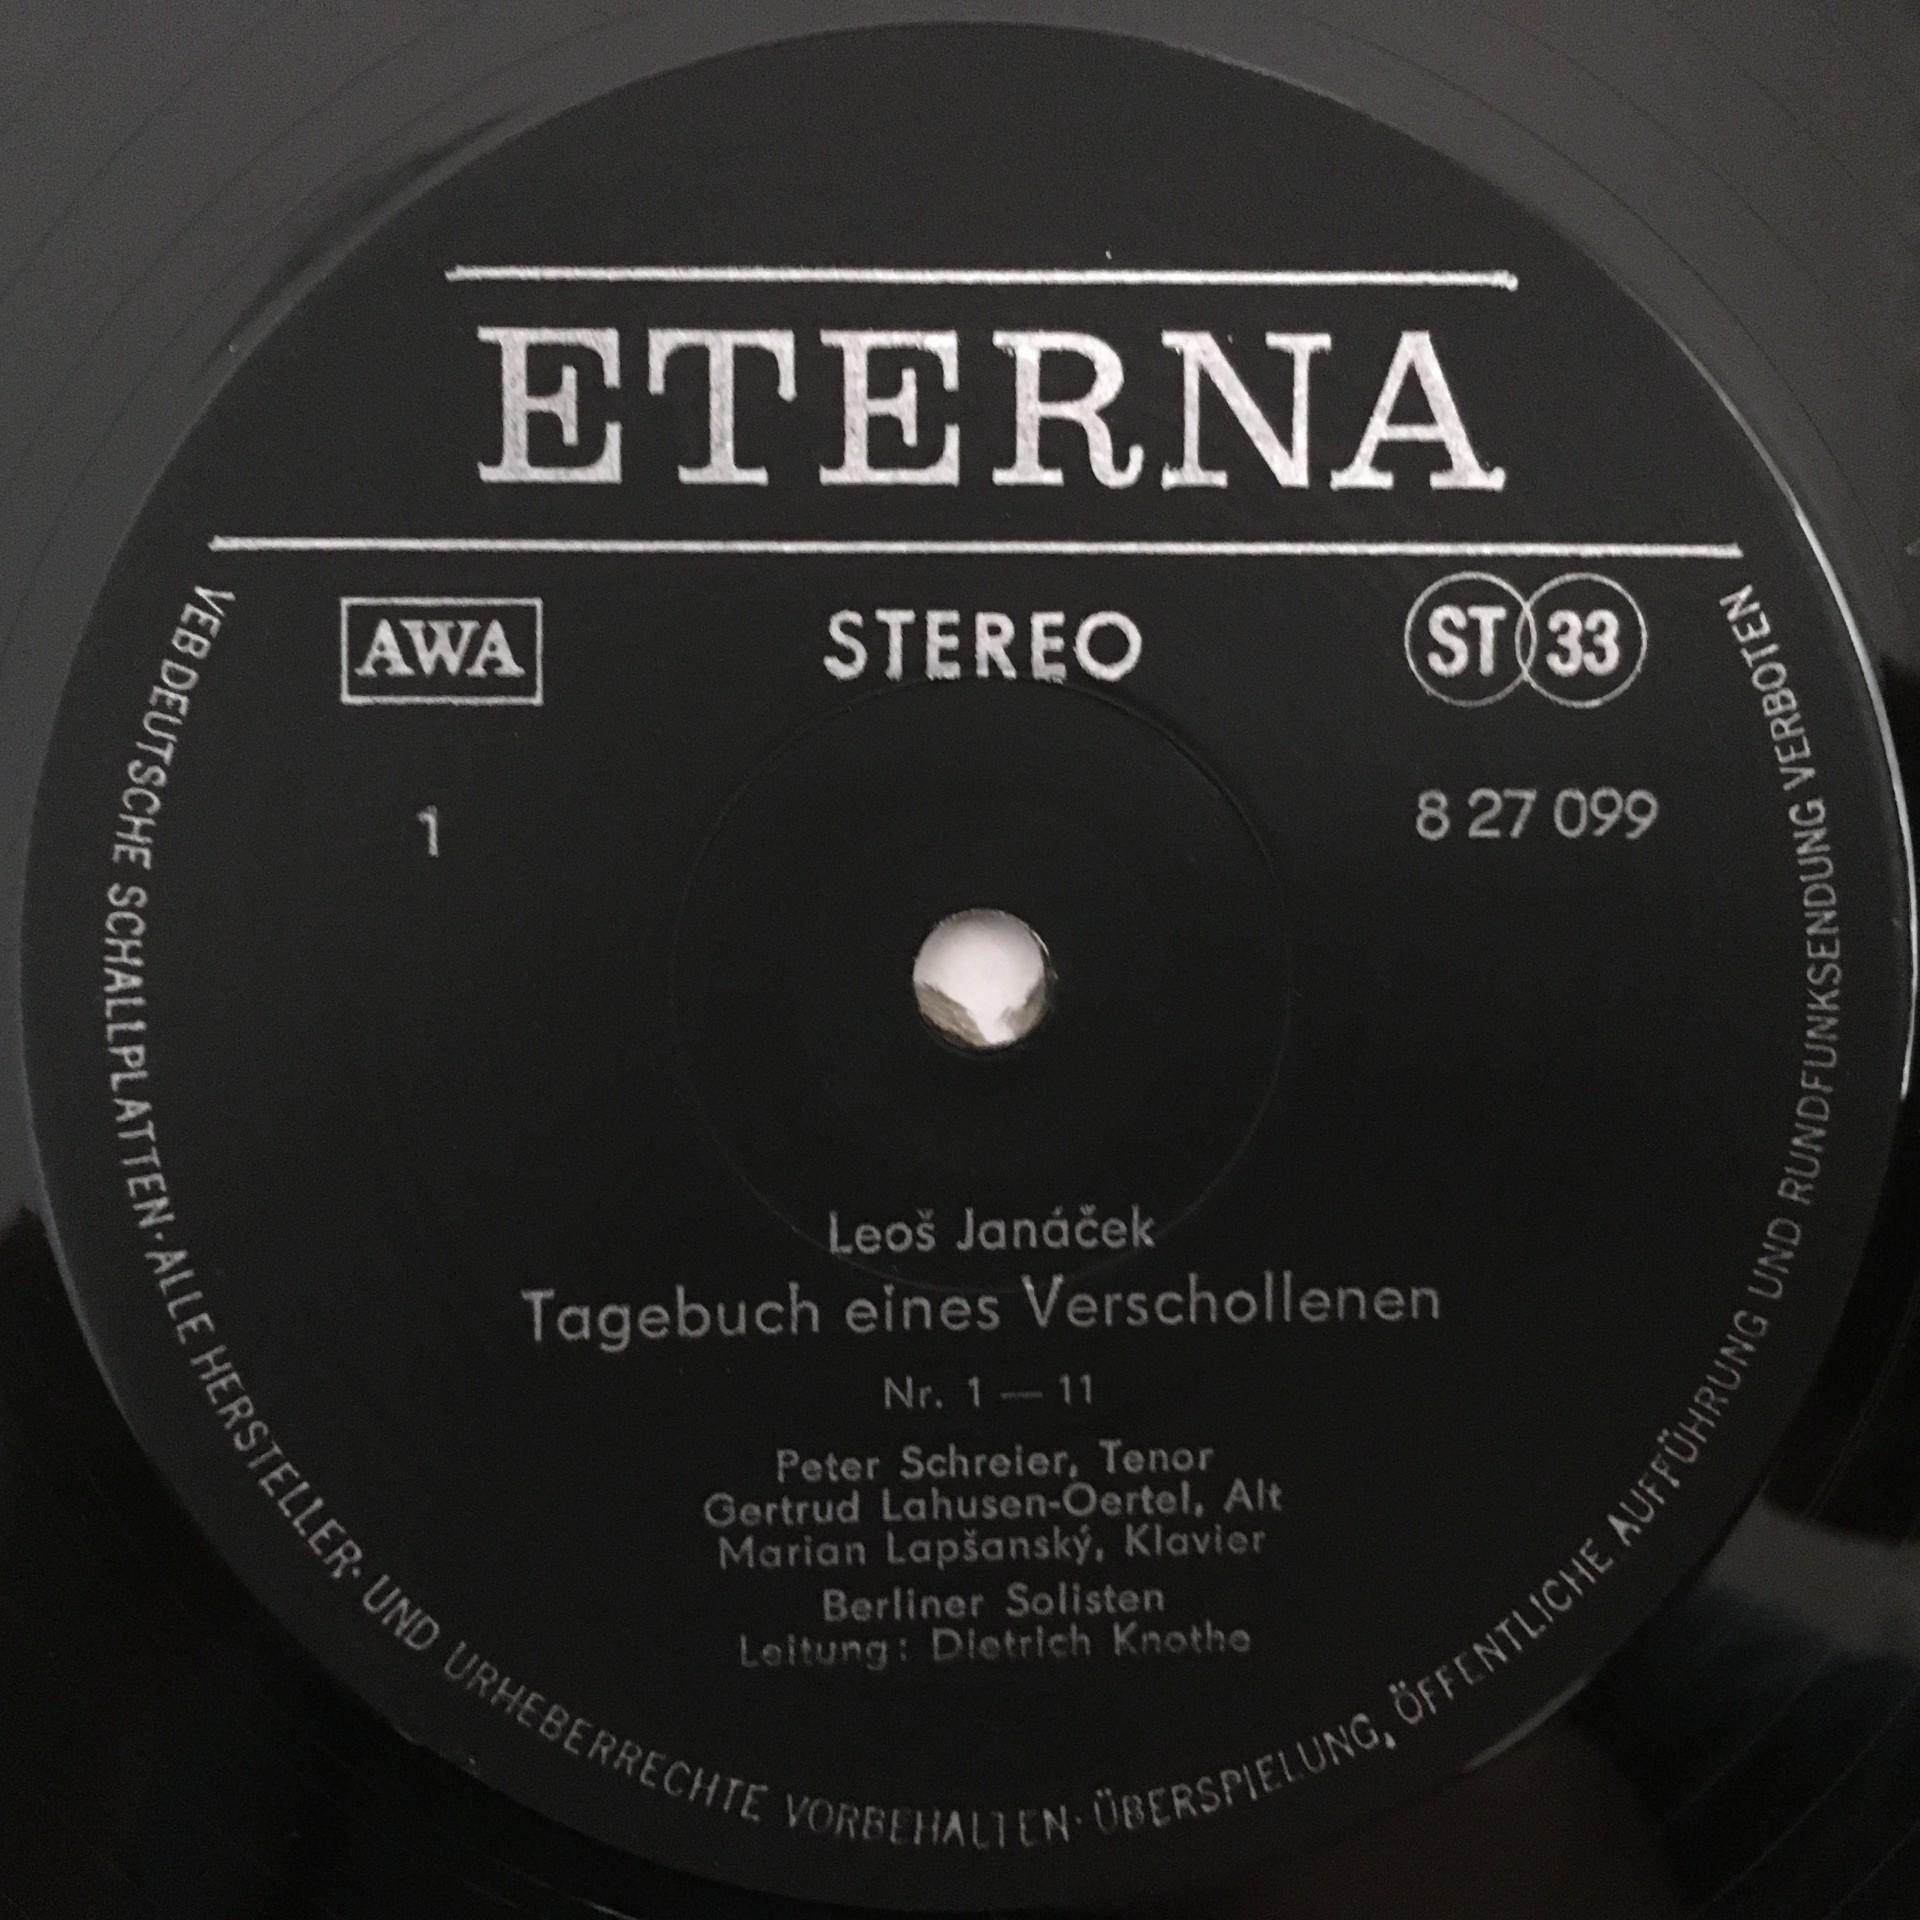 ETERNA
AWA
STEREO
ST 33
1
8 27 099
Leoš Janáček
Tagebuch eines Verschollenen
Nr. 1 — 11
Peter Schreier, Tenor
Gertrud Lahusen-Oertel, Alt
Marian Lapšanský, Klavier
Berliner Solisten
Leitung: Dietrich Knothe
VEB DEUTSCHE SCHALLPLATTEN · ALLE HERSTELLER- UND URHEBERRECHTE VORBEHALTEN · ÜBERSPIELUNG, ÖFFENTLICHE AUFFÜHRUNG UND RUNDFUNKSENDUNG VERBOTEN